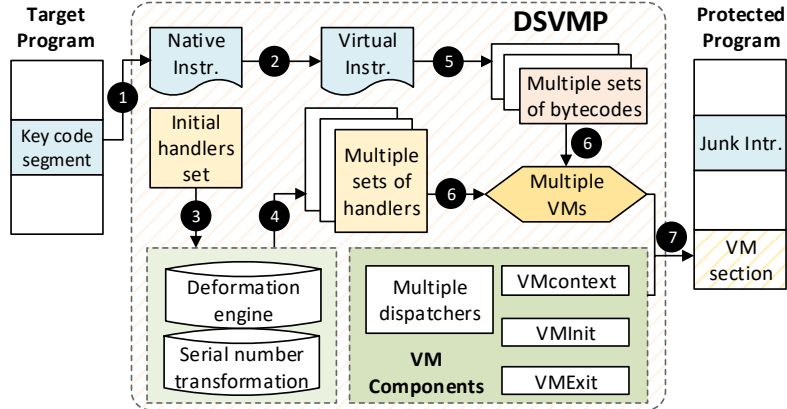 Target
Program
DSVMP
Protected
Program
Native
Instr.
2
Virtual
Instr.
5
Multiple sets
of bytecodes
1
Key code
segment
Initial
handlers
set
Multiple
sets of
handlers
6
6
Multiple
VMs
Junk Intr.
3
4
7
VM
section
Deformation
engine
Serial number
transformation
Multiple
dispatchers
VMcontext
VMInit
VMExit
VM
Components